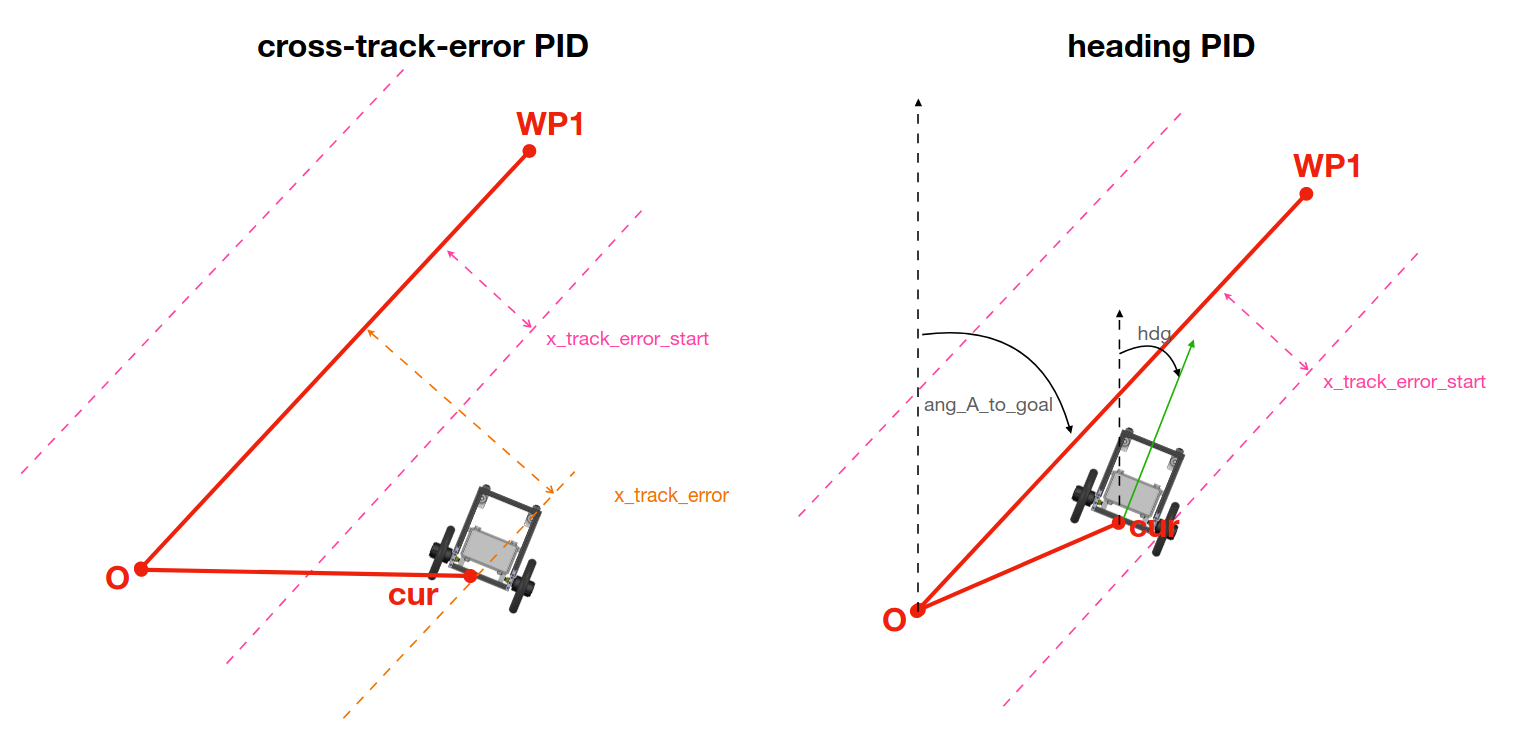 cross-track-error PID
WP1
x_track_error_start
x_track_error
O
cur
heading PID
WP1
hdg
x_track_error_start
ang_A_to_goal
cur
O